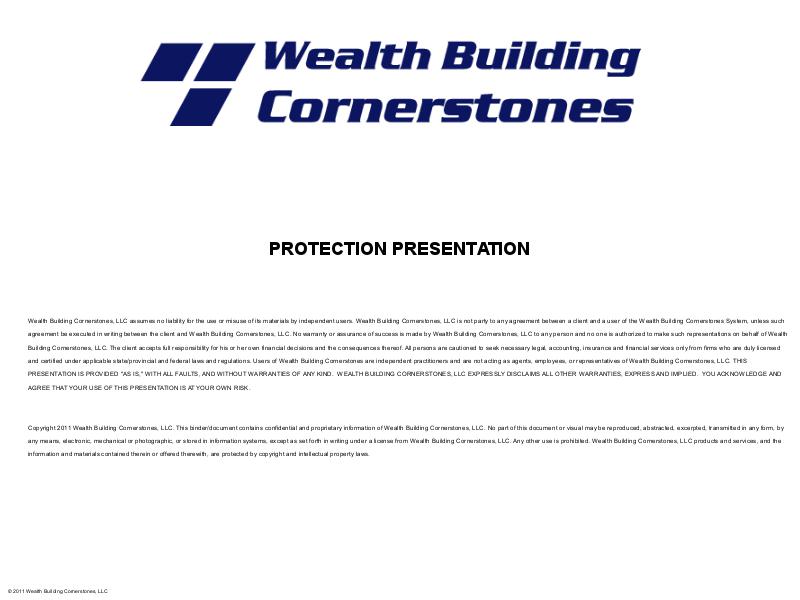 Wealth Building
Cornerstones
PROTECTION PRESENTATION
Wealth Building Cornerstones, LLC assumes no liability for the use or misuse of its materials by independent users. Wealth Building Cornerstones, LLC is not party to any agreement between a client and a user of the Wealth Building Cornerstones System, unless such
agreement be executed in writing between the client and Wealth Building Cornerstones, LLC. No warranty or assurance of success is made by Wealth Building Cornerstones, LLC to any person and no one is authorized to make such representations on behalf of Wealth
Building Cornerstones, LLC. The client accepts full responsibility for his or her own financial decisions and the consequences thereof. All persons are cautioned to seek necessary legal, accounting, insurance and financial services only from firms who are duly licensed
and certified under applicable state/provincial and federal laws and regulations. Users of Wealth Building Cornerstones are independent practitioners and are not acting as agents, employees, or representatives of Wealth Building Cornerstones, LLC. THIS
PRESENTATION IS PROVIDED "AS IS," WITH ALL FAULTS, AND WITHOUT WARRANTIES OF ANY KIND. WEALTH BUILDING CORNERSTONES, LLC EXPRESSLY DISCLAIMS ALL OTHER WARRANTIES, EXPRESS AND IMPLIED. YOU ACKNOWLEDGE AND
AGREE THAT YOUR USE OF THIS PRESENTATION IS AT YOUR OWN RISK.
Copyright 2011 Wealth Building Cornerstones, LLC. This binder/document contains confidential and proprietary information of Wealth Building Cornerstones, LLC. No part of this document or visual may be reproduced, abstracted, excerpted, transmitted in any form, by
any means, electronic, mechanical or photographic, or stored in information systems, except as set forth in writing under a license from Wealth Building Cornerstones, LLC. Any other use is prohibited. Wealth Building Cornerstones, LLC products and services, and the
information and materials contained therein or offered therewith, are protected by copyright and intellectual property laws.
© 2011 Wealth Building Cornerstones, LLC